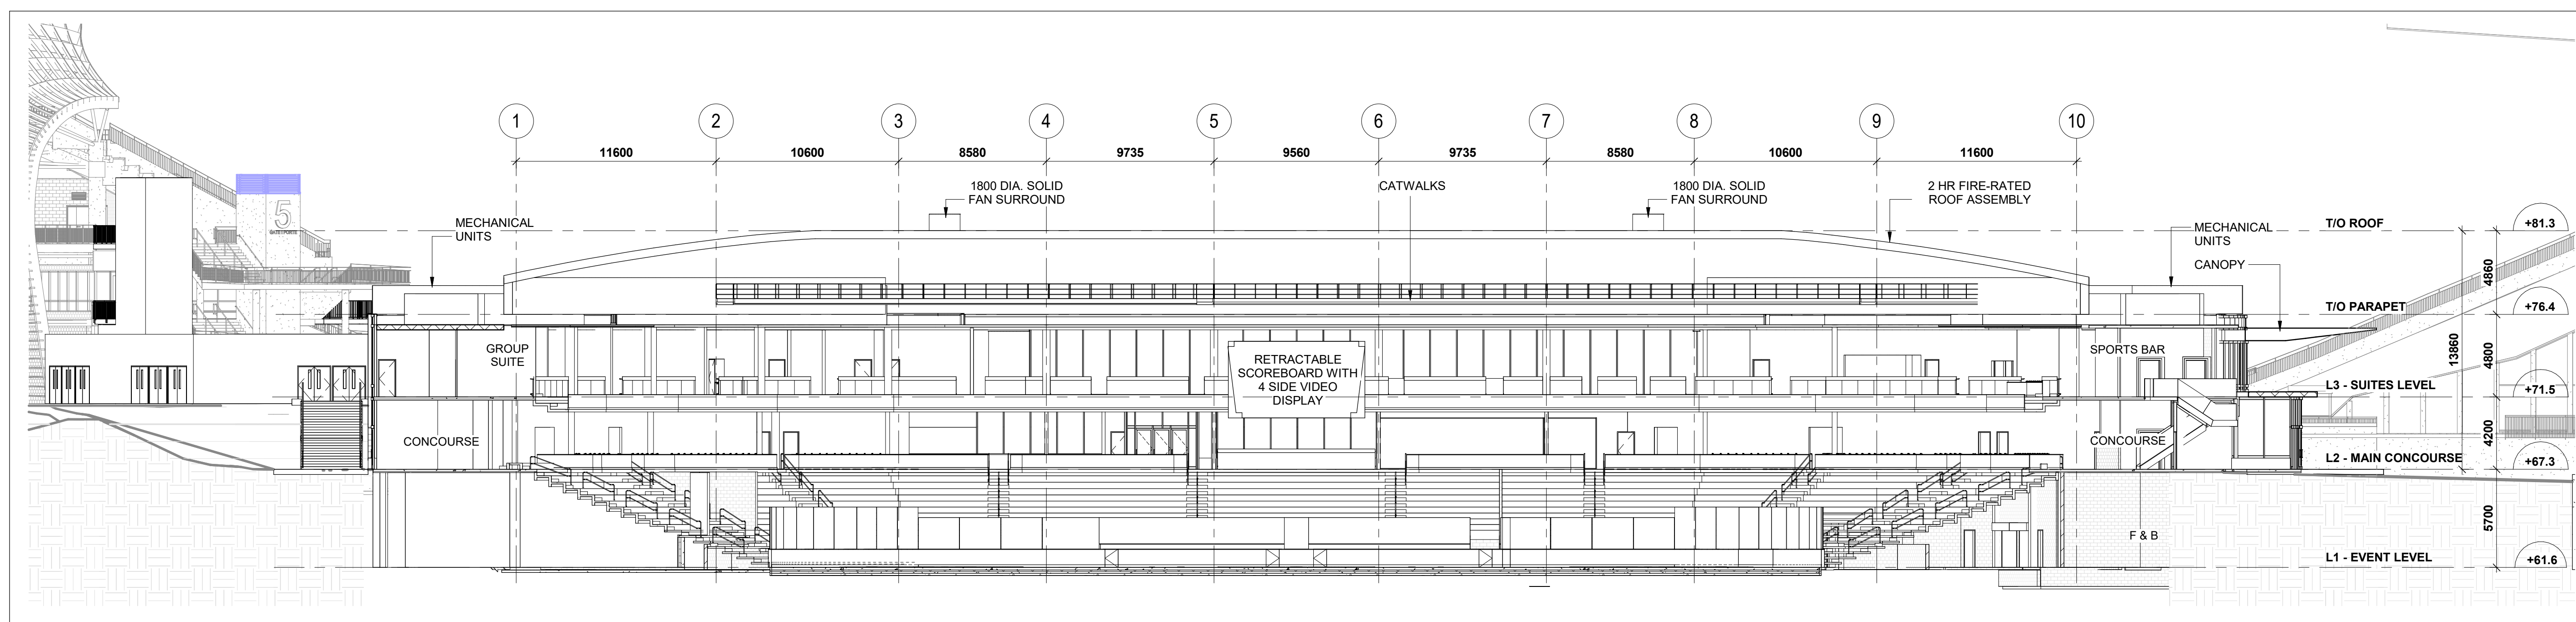 1
2
3
4
5
6
7
8
9
10
11600
10600
8580
9735
9560
9735
8580
10600
11600
1800 DIA. SOLID
FAN SURROUND
CATWALKS
1800 DIA. SOLID
FAN SURROUND
2 HR FIRE-RATED
ROOF ASSEMBLY
5
MECHANICAL
UNITS
MECHANICAL
UNITS
CANOPY
T/O ROOF
+81.3
4860
T/O PARAPET
+76.4
13860
4800
GROUP
SUITE
RETRACTABLE
SCOREBOARD WITH
4 SIDE VIDEO
DISPLAY
SPORTS BAR
L3 - SUITES LEVEL
+71.5
CONCOURSE
CONCOURSE
4200
L2 - MAIN CONCOURSE
+67.3
5700
F & B
L1 - EVENT LEVEL
+61.6